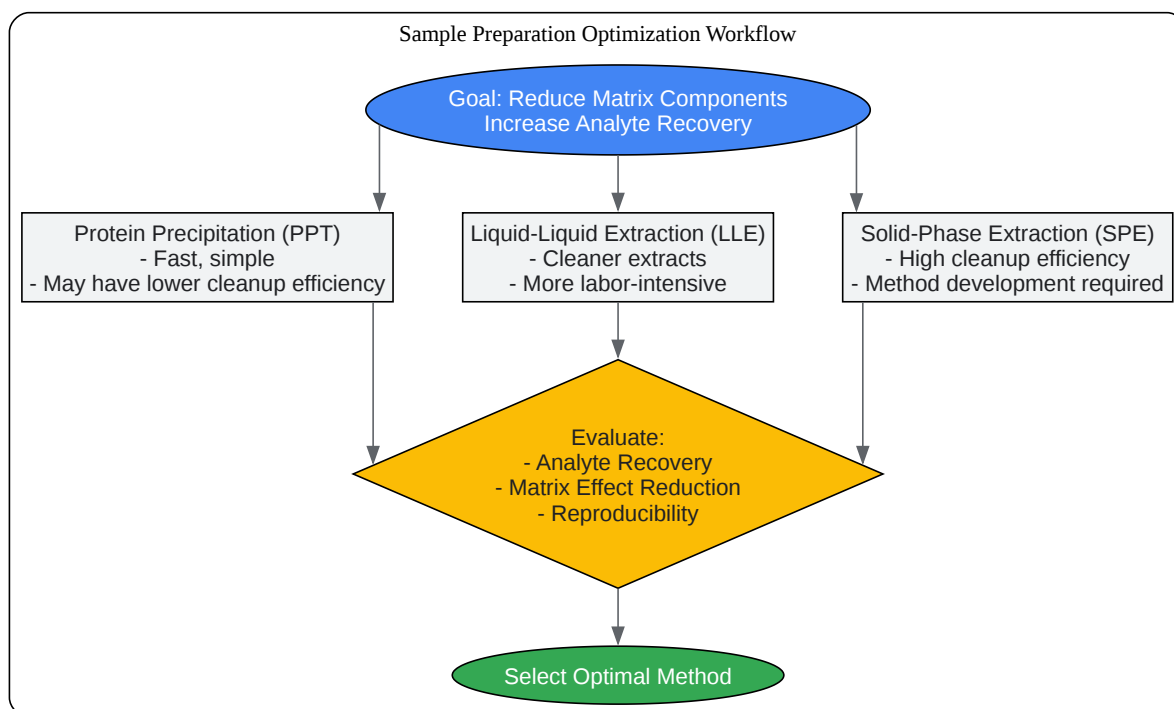 Sample Preparation Optimization Workflow
Goal: Reduce Matrix Components
Increase Analyte Recovery
Protein Precipitation (PPT)
- Fast, simple
- May have lower cleanup efficiency
Liquid-Liquid Extraction (LLE)
- Cleaner extracts
- More labor-intensive
Solid-Phase Extraction (SPE)
- High cleanup efficiency
- Method development required
Evaluate:
- Analyte Recovery
- Matrix Effect Reduction
- Reproducibility
Select Optimal Method